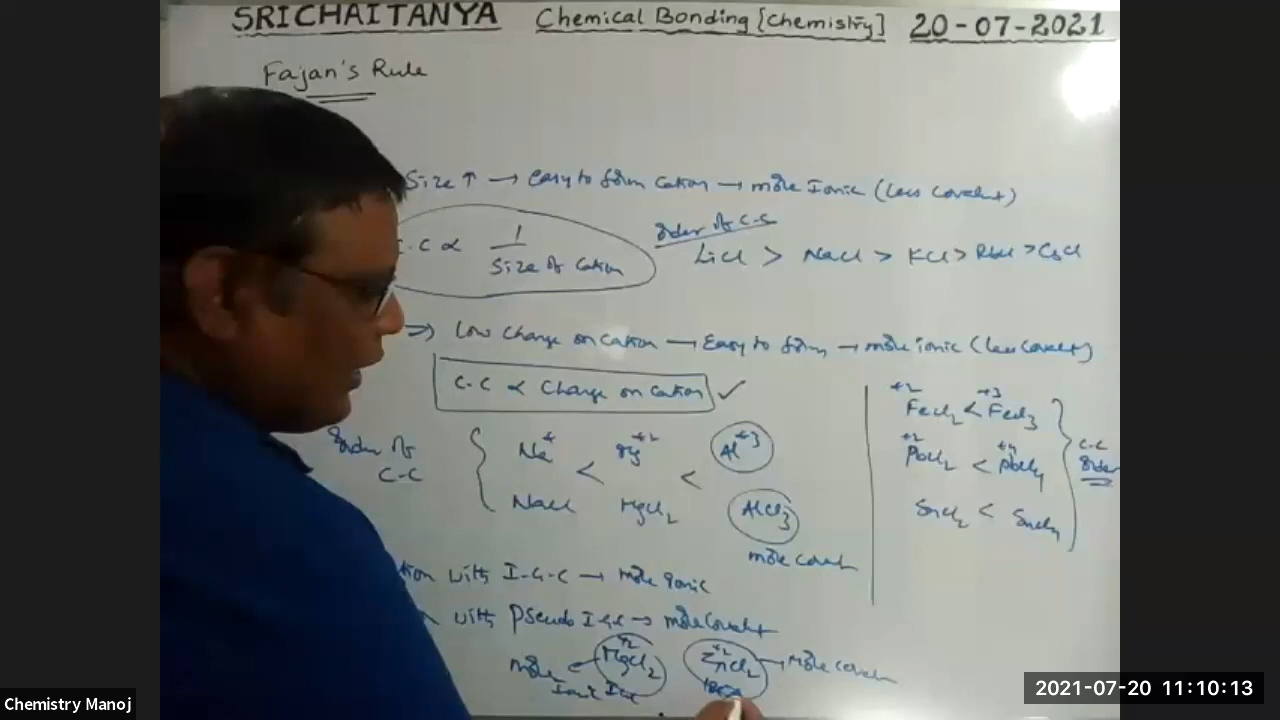 SRICHAITANYA Chemical Bonding [Chemistry] 20-07-2021
Fajan's Rule
Size ↑ → easy to form cation → more Ionic (less covalent)
C.C ∝ 1 / Size of cation
order of C.C
LiCl > NaCl > KCl > RbCl > CsCl
⇒) Low charge on cation → Easy to form → more ionic (less covalent)
C.C ∝ charge on cation ✓
order of C.C
Na⁺ < Mg⁺² < Al⁺³
NaCl MgCl₂ AlCl₃
more covalent
+2 FeCl₂ < +3 FeCl₃
+2 PbCl₂ < +4 PbCl₄
SnCl₂ < SnCl₄
C.C order
with I.G.C → more Ionic
with Pseudo I.G.C → more covalent
more Ionic MgCl₂ +2 ZnCl₂ +2 → more covalent
Chemistry Manoj
2021-07-20 11:10:13